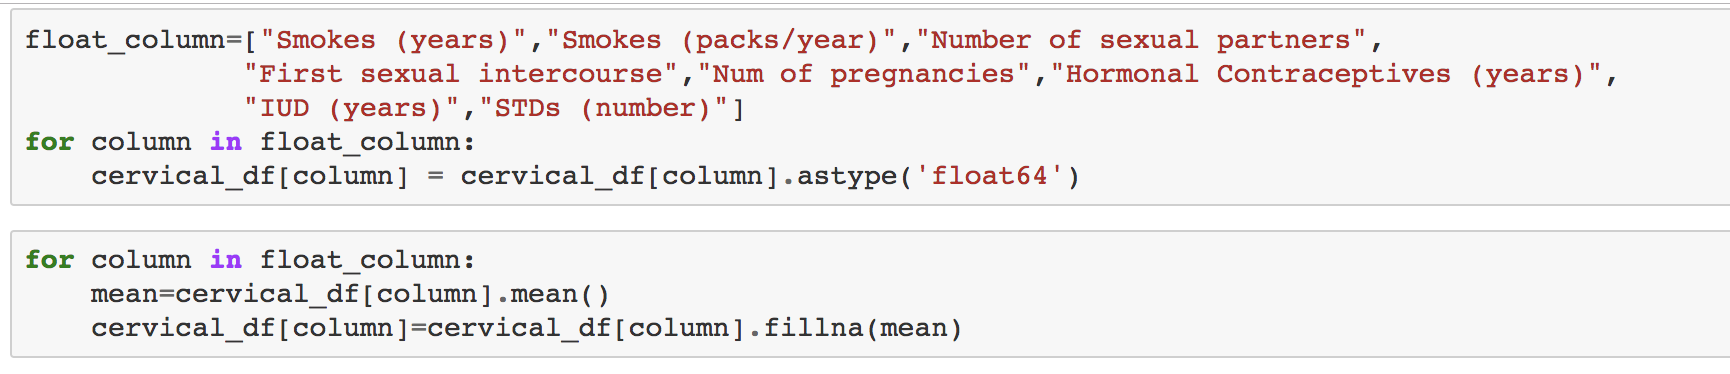 float_column=["Smokes (years)","Smokes (packs/year)","Number of sexual partners",
             "First sexual intercourse","Num of pregnancies","Hormonal Contraceptives (years)",
             "IUD (years)","STDs (number)"]
for column in float_column:
    cervical_df[column] = cervical_df[column].astype('float64')
for column in float_column:
    mean=cervical_df[column].mean()
    cervical_df[column]=cervical_df[column].fillna(mean)